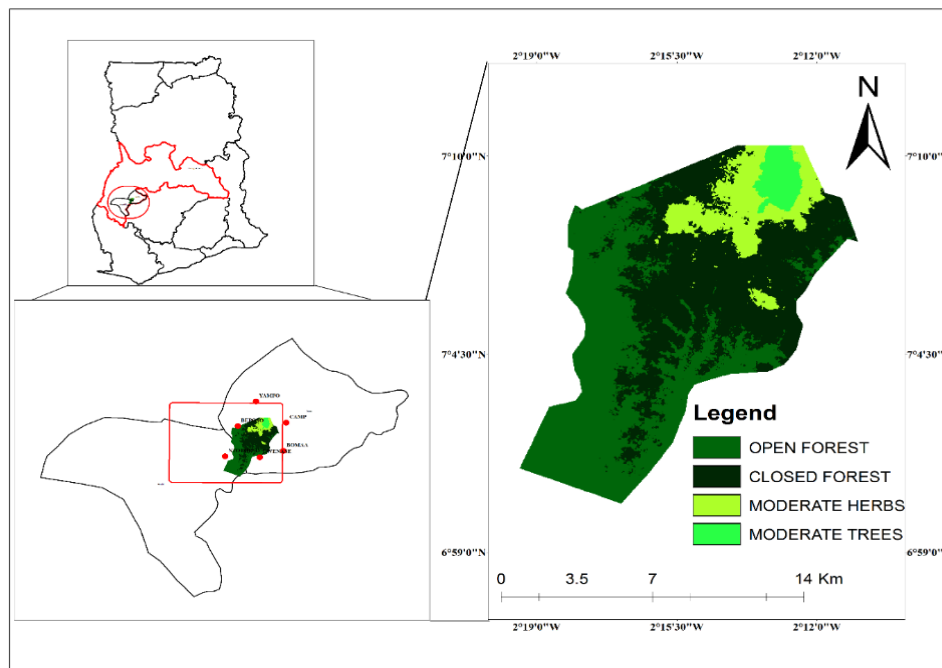 2°19'0"W 2°15'30"W 2°12'0"W
N
7°10'0"N 7°10'0"N
7°4'30"N 7°4'30"N
6°59'0"N 6°59'0"N
YAMFO
CAMP
BOMAA
Legend
OPEN FOREST
CLOSED FOREST
MODERATE HERBS
MODERATE TREES
0 3.5 7 14 Km
2°19'0"W 2°15'30"W 2°12'0"W